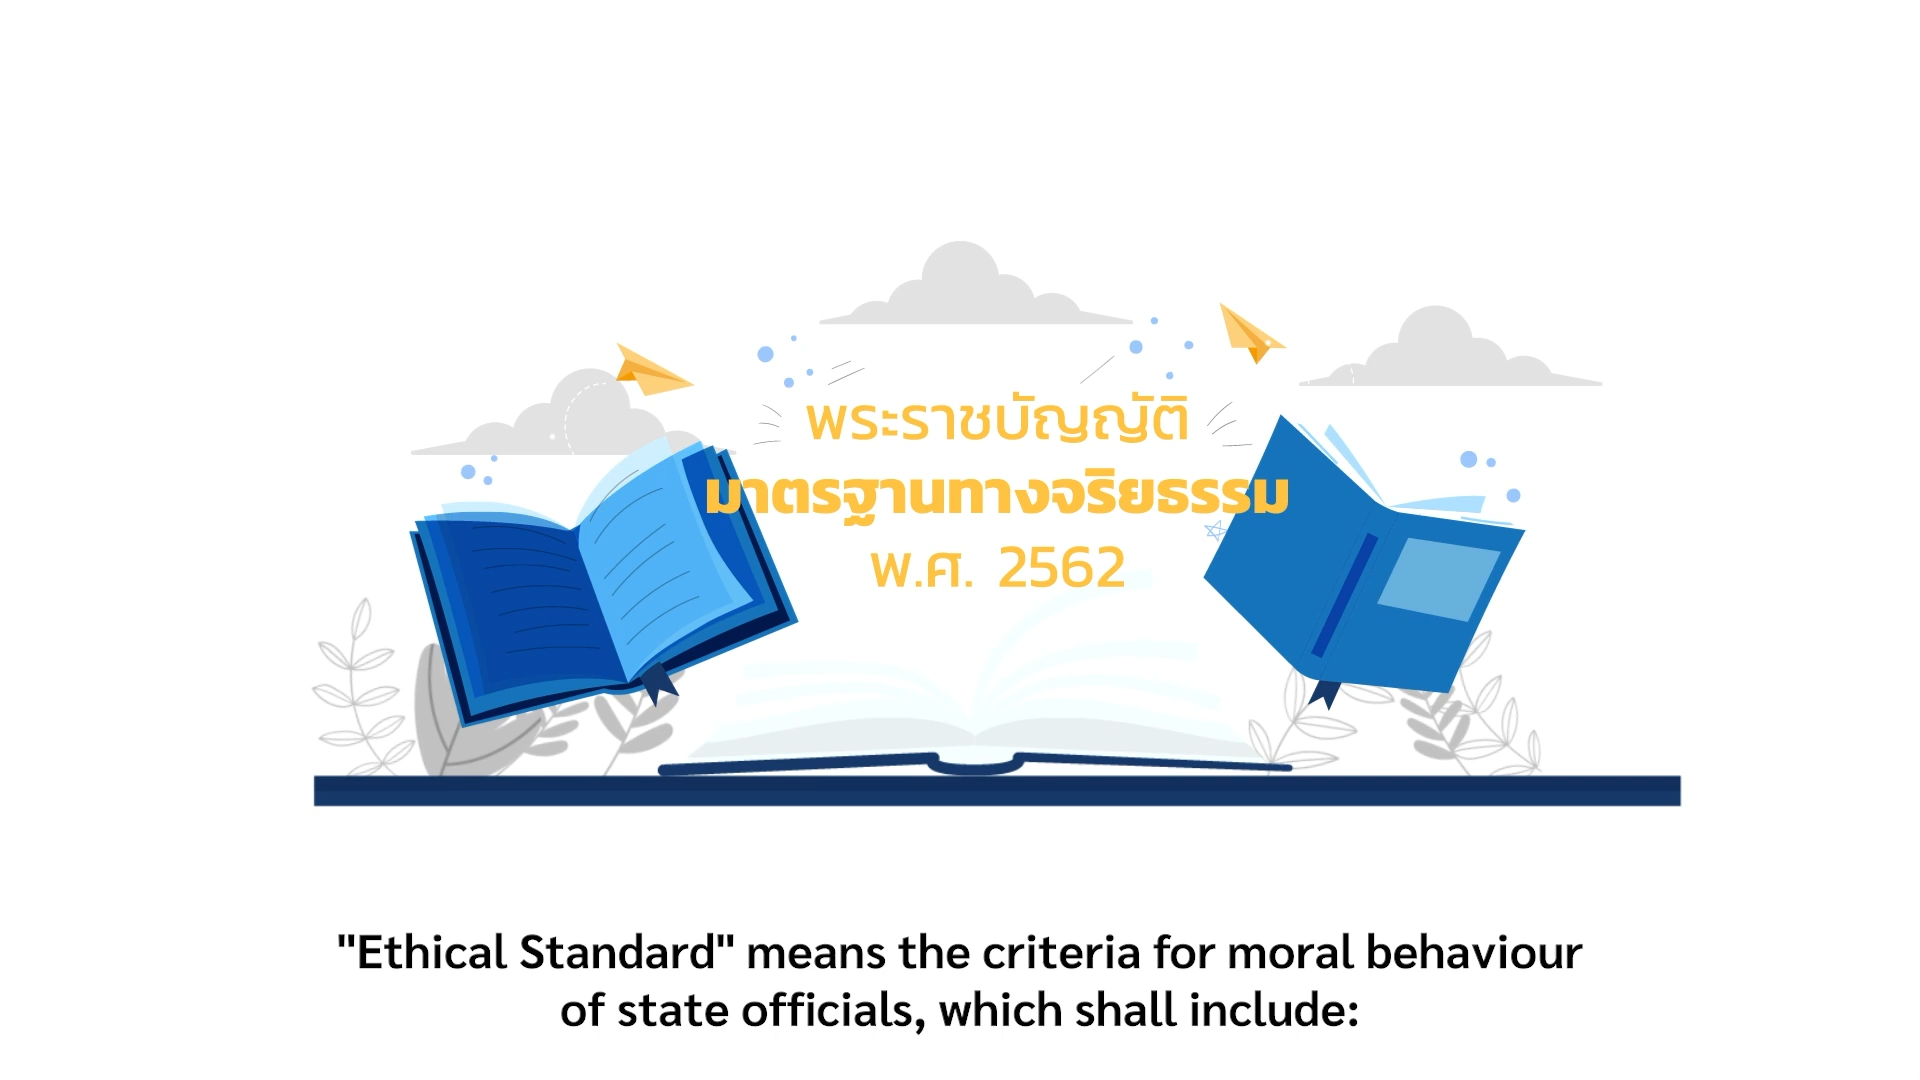 พระราชบัญญัติ
มาตรฐานทางจริยธรรม
พ.ศ. 2562
"Ethical Standard" means the criteria for moral behaviour
of state officials, which shall include: